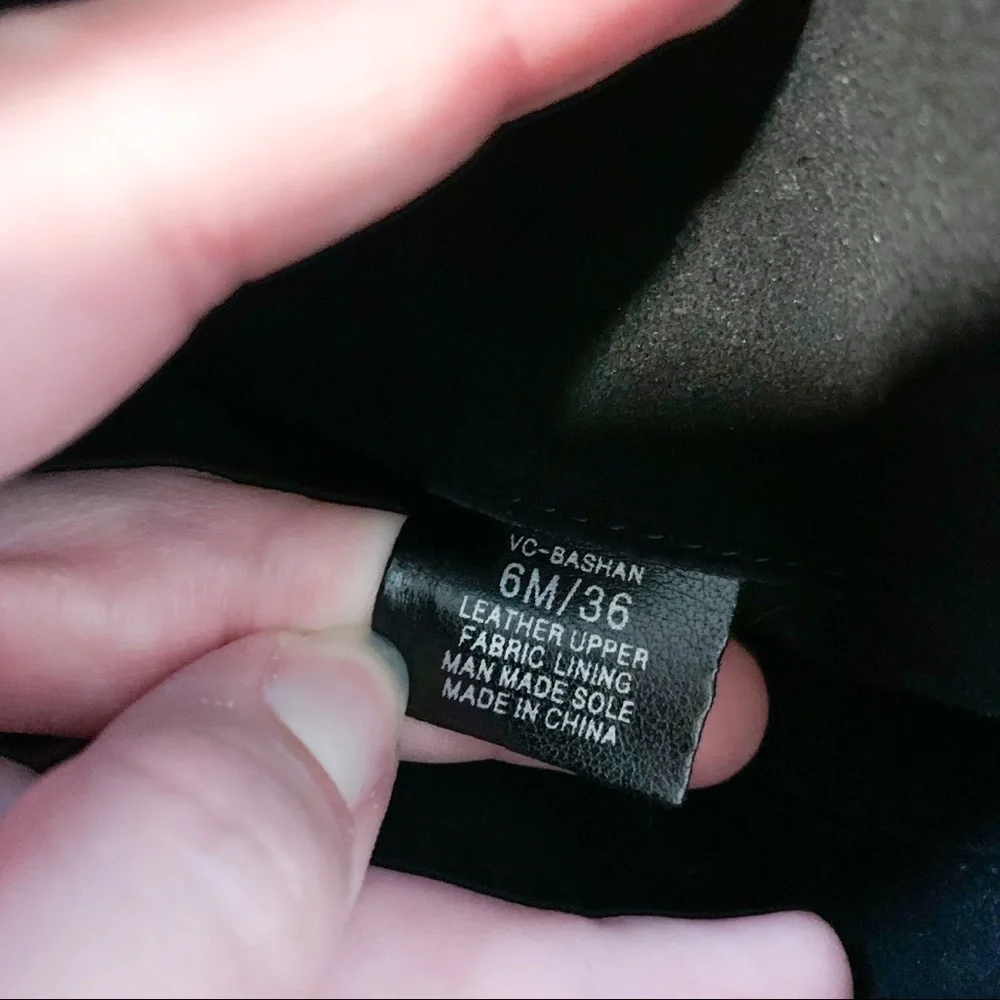 VC-BASHAN
6M/36
LEATHER UPPER
FABRIC LINING
MAN MADE SOLE
MADE IN CHINA